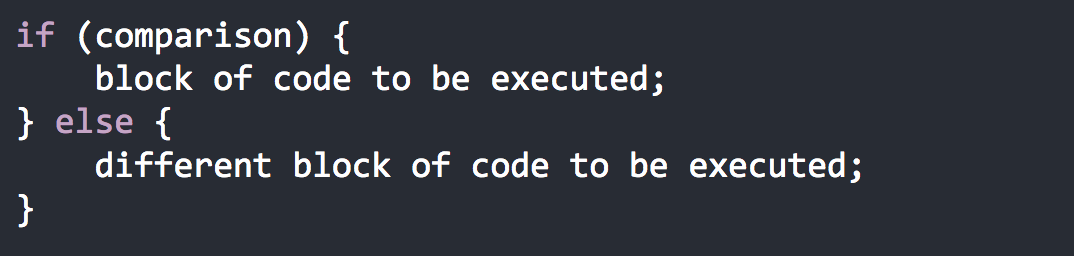 if (comparison) {
    block of code to be executed;
} else {
    different block of code to be executed;
}